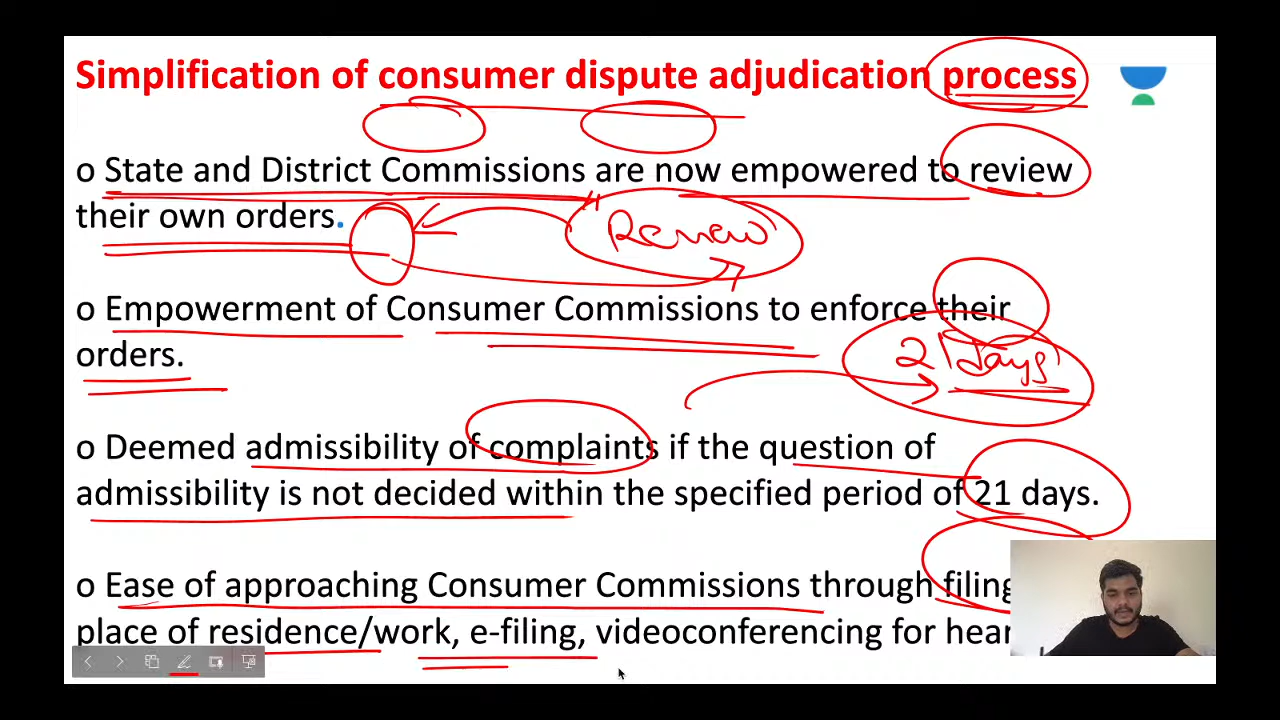 Simplification of consumer dispute adjudication process
o State and District Commissions are now empowered to review
their own orders.
Review
o Empowerment of Consumer Commissions to enforce their
orders.
21 days
o Deemed admissibility of complaints if the question of
admissibility is not decided within the specified period of 21 days.
o Ease of approaching Consumer Commissions through filing
place of residence/work, e-filing, videoconferencing for